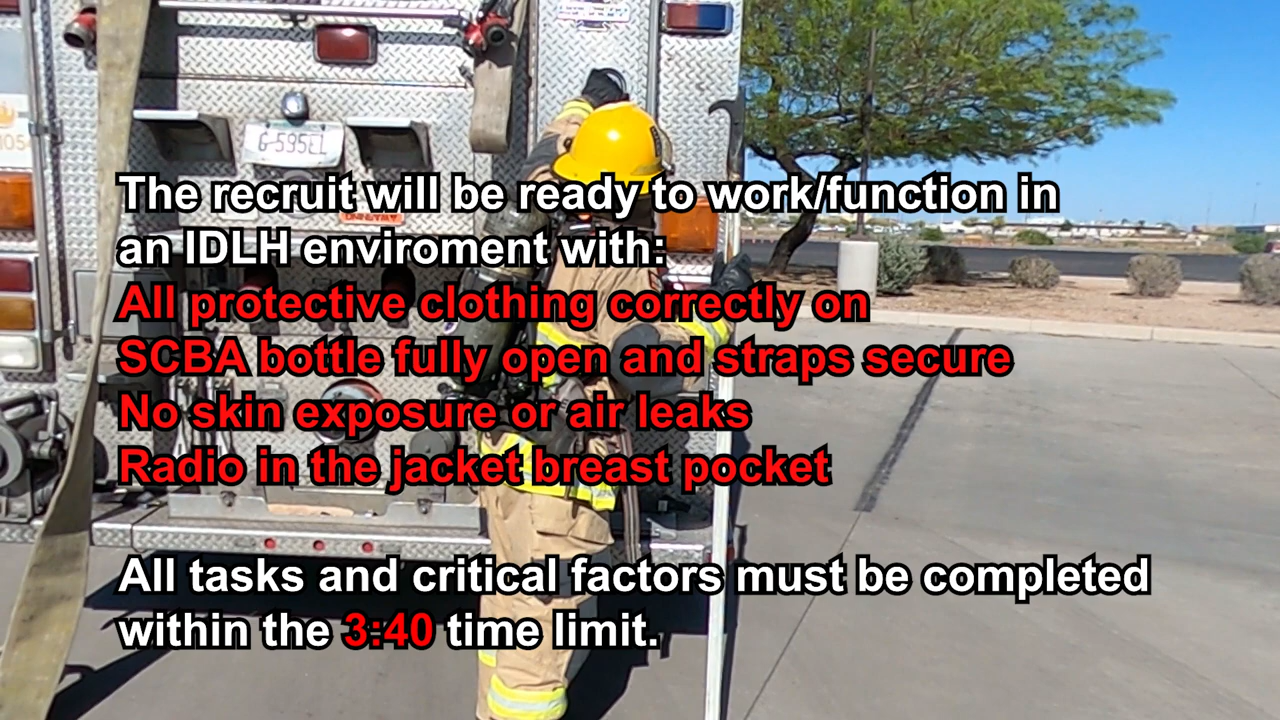 G-595EL
The recruit will be ready to work/function in
an IDLH enviroment with:
All protective clothing correctly on
SCBA bottle fully open and straps secure
No skin exposure or air leaks
Radio in the jacket breast pocket
All tasks and critical factors must be completed
within the 3:40 time limit.